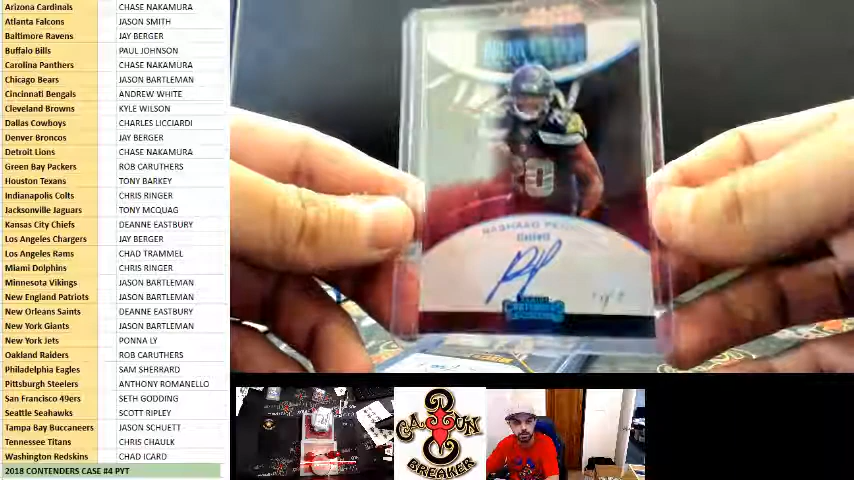 Arizona Cardinals CHASE NAKAMURA
Atlanta Falcons JASON SMITH
Baltimore Ravens JAY BERGER
Buffalo Bills PAUL JOHNSON
Carolina Panthers CHASE NAKAMURA
Chicago Bears JASON BARTLEMAN
Cincinnati Bengals ANDREW WHITE
Cleveland Browns KYLE WILSON
Dallas Cowboys CHARLES LICCIARDI
Denver Broncos JAY BERGER
Detroit Lions CHASE NAKAMURA
Green Bay Packers ROB CARUTHERS
Houston Texans TONY BARKEY
Indianapolis Colts CHRIS RINGER
Jacksonville Jaguars TONY MCQUAG
Kansas City Chiefs DEANNE EASTBURY
Los Angeles Chargers JAY BERGER
Los Angeles Rams CHAD TRAMMEL
Miami Dolphins CHRIS RINGER
Minnesota Vikings JASON BARTLEMAN
New England Patriots JASON BARTLEMAN
New Orleans Saints DEANNE EASTBURY
New York Giants JASON BARTLEMAN
New York Jets PONNA LY
Oakland Raiders ROB CARUTHERS
Philadelphia Eagles SAM SHERRARD
Pittsburgh Steelers ANTHONY ROMANELLO
San Francisco 49ers SETH GODDING
Seattle Seahawks SCOTT RIPLEY
Tampa Bay Buccaneers JASON SCHUETT
Tennessee Titans CHRIS CHAULK
Washington Redskins CHAD ICARD
2018 CONTENDERS CASE #4 PYT
20
RASHAAD
CAJUN
BREAKER